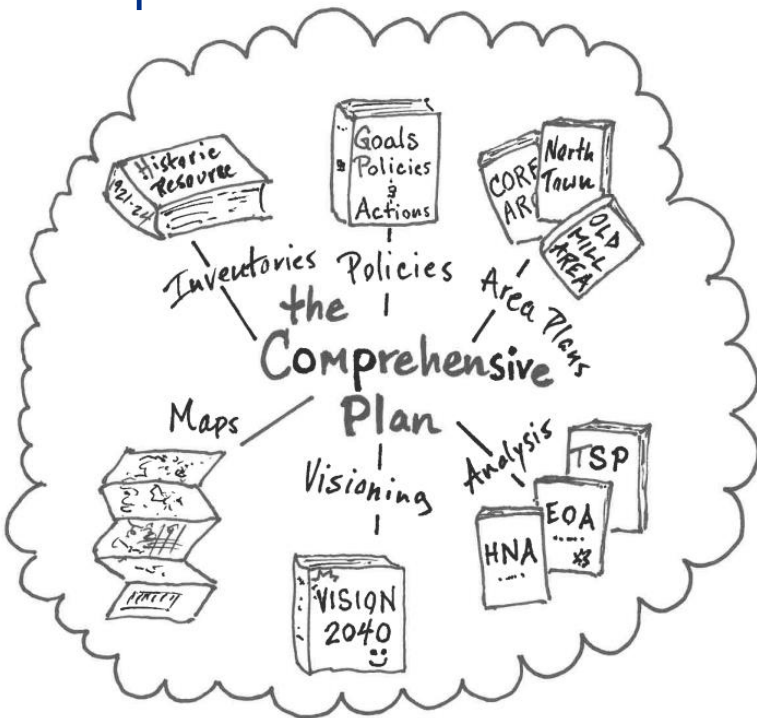 Historic
Resource
1921-24
Goals
Policies
&
Actions
CORE
ARE
North
Town
OLD
MILL
AREA
Inventories
Policies
Area Plans
the
Comprehensive
Plan
Maps
Visioning
Analysis
TSP
EOA
HNA
VISION
2040